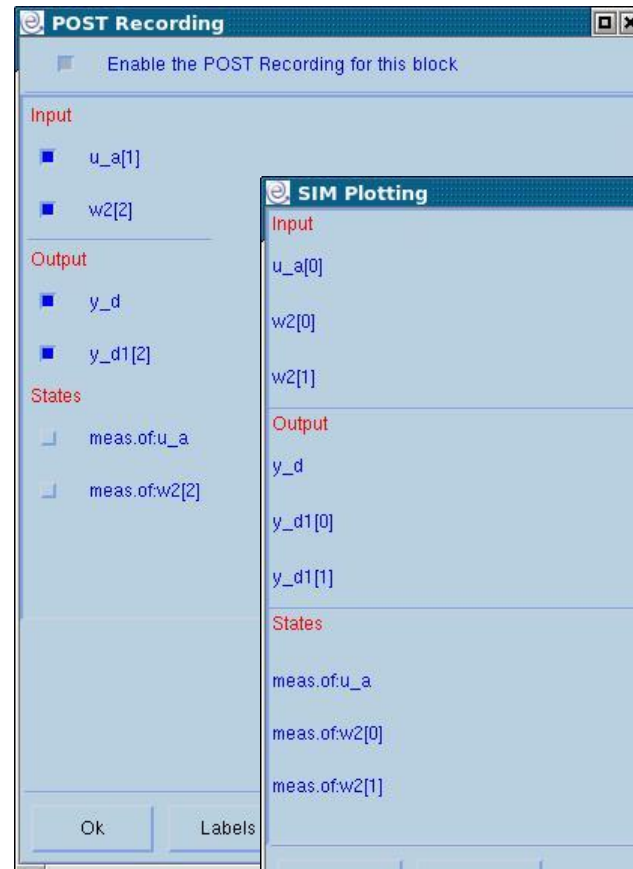 POST Recording
Enable the POST Recording for this block
Input
u_a[1]
w2[2]
Output
y_d
y_d1[2]
States
meas.of:u_a
meas.of:w2[2]
Ok
Labels
SIM Plotting
Input
u_a[0]
w2[0]
w2[1]
Output
y_d
y_d1[0]
y_d1[1]
States
meas.of:u_a
meas.of:w2[0]
meas.of:w2[1]